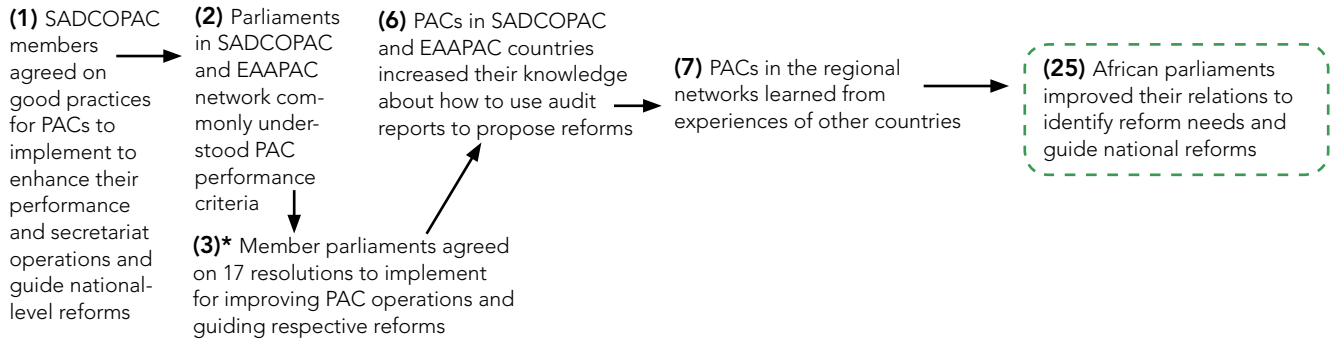 (1) SADCOPAC
members
agreed on
good practices
for PACs to
implement to
enhance their
performance
and secretariat
operations and
guide national-
level reforms
(2) Parliaments
in SADCOPAC
and EAAPAC
network com-
monly under-
stood PAC
performance
criteria
(3)* Member parliaments agreed
on 17 resolutions to implement
for improving PAC operations and
guiding respective reforms
(6) PACs in SADCOPAC
and EAAPAC countries
increased their knowledge
about how to use audit
reports to propose reforms
(7) PACs in the regional
networks learned from
experiences of other countries
(25) African parliaments
improved their relations to
identify reform needs and
guide national reforms